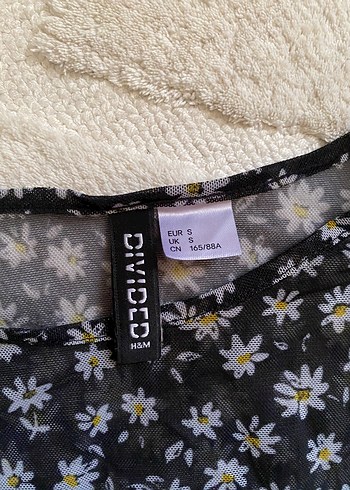 DIVIDED
H&M
EUR S
UK S
CN 165/88A